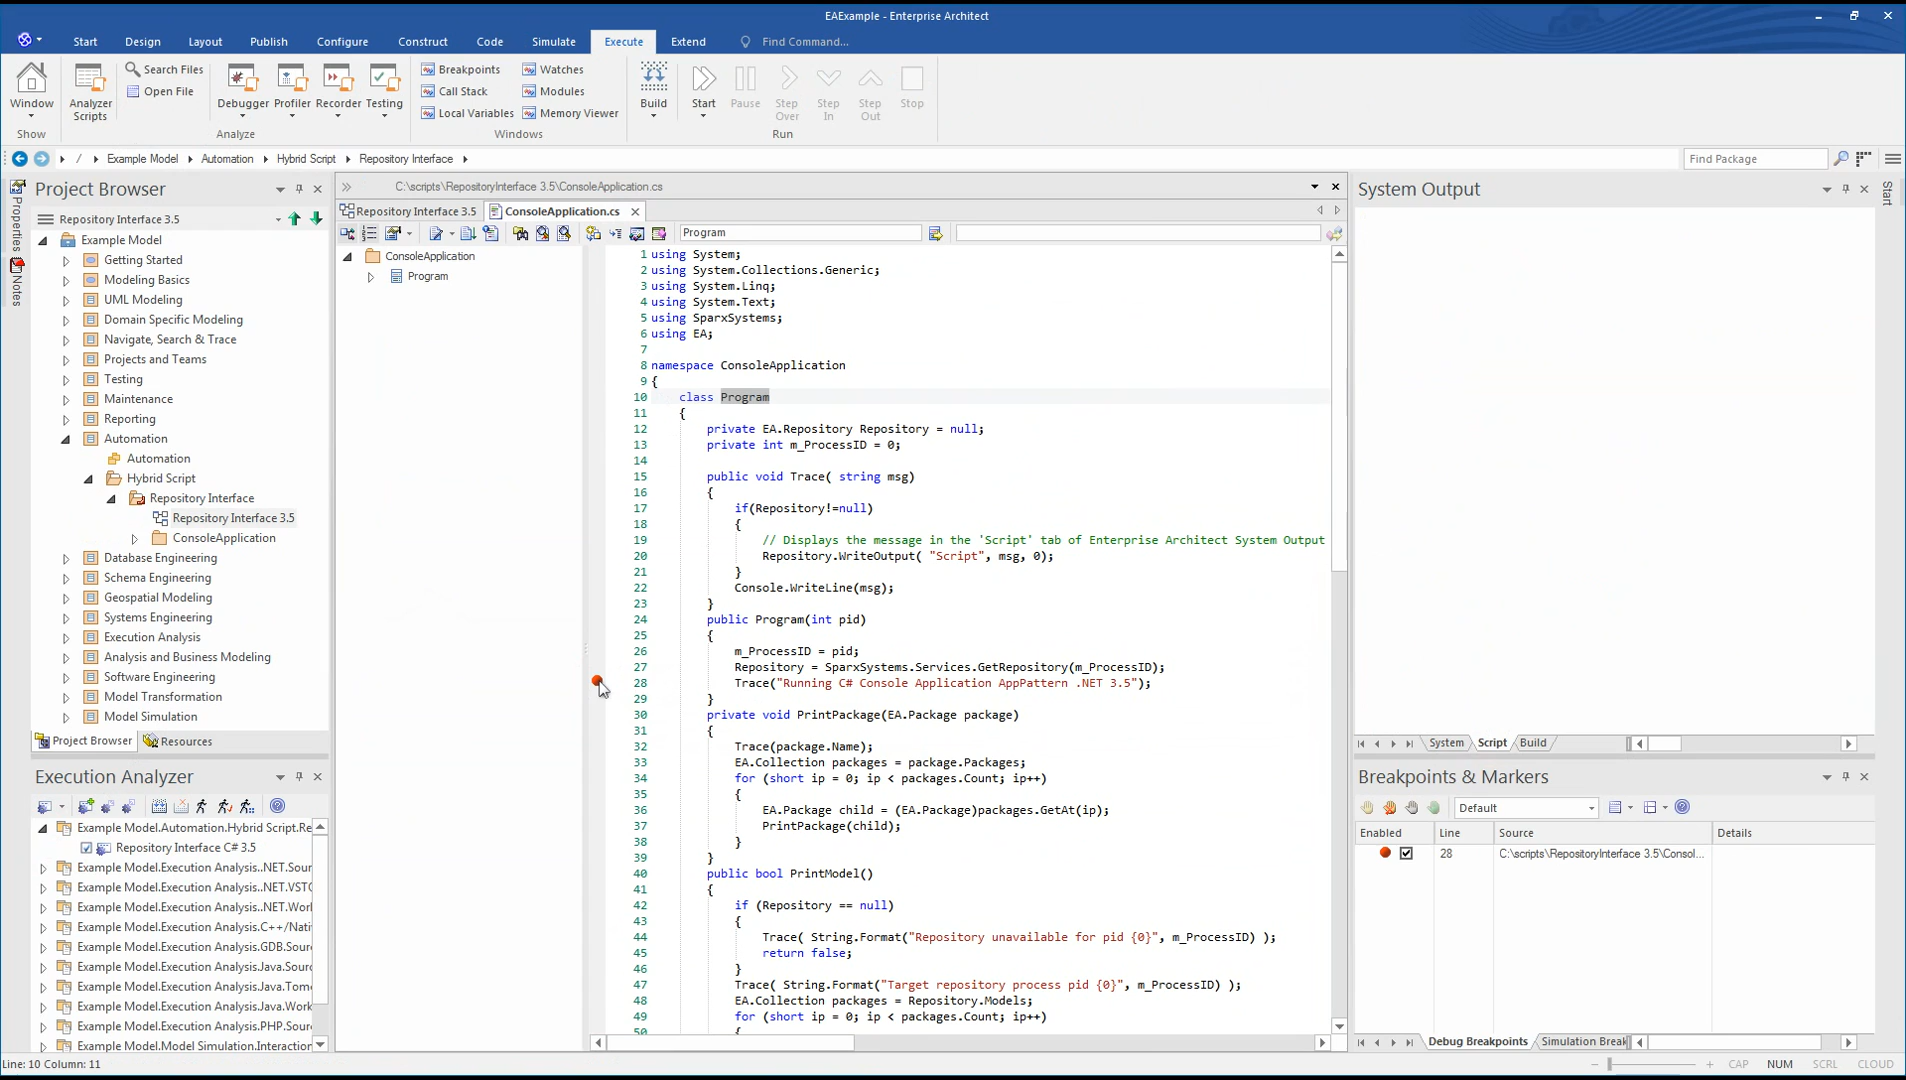 EAExample - Enterprise Architect
Start Design Layout Publish Configure Construct Code Simulate Execute Extend Find Command...
Window
Show
Analyzer Scripts
Search Files
Open File
Debugger Profiler Recorder Testing
Analyze
Breakpoints Watches
Call Stack Modules
Local Variables Memory Viewer
Windows
Build
Start Pause Step Over Step In Step Out Stop
Run
/ Example Model Automation Hybrid Script Repository Interface
Find Package
Properties
Notes
Start
Project Browser
Repository Interface 3.5
Example Model
Getting Started
Modeling Basics
UML Modeling
Domain Specific Modeling
Navigate, Search & Trace
Projects and Teams
Testing
Maintenance
Reporting
Automation
Automation
Hybrid Script
Repository Interface
Repository Interface 3.5
ConsoleApplication
Database Engineering
Schema Engineering
Geospatial Modeling
Systems Engineering
Execution Analysis
Analysis and Business Modeling
Software Engineering
Model Transformation
Model Simulation
Project Browser Resources
Execution Analyzer
Example Model.Automation.Hybrid Script.Re
Repository Interface C# 3.5
Example Model.Execution Analysis..NET.Sour
Example Model.Execution Analysis..NET.VSTO
Example Model.Execution Analysis..NET.Work
Example Model.Execution Analysis.C++/Nati
Example Model.Execution Analysis.GDB.Sour
Example Model.Execution Analysis.Java.Sour
Example Model.Execution Analysis.Java.Tom
Example Model.Execution Analysis.Java.Work
Example Model.Execution Analysis.PHP.Sour
Example Model.Model Simulation.Interaction
C:\scripts\RepositoryInterface 3.5\ConsoleApplication.cs
Repository Interface 3.5 ConsoleApplication.cs
Program
ConsoleApplication
Program
1 using System;
2 using System.Collections.Generic;
3 using System.Linq;
4 using System.Text;
5 using SparxSystems;
6 using EA;
7
8 namespace ConsoleApplication
9 {
10 class Program
11 {
12 private EA.Repository Repository = null;
13 private int m_ProcessID = 0;
14
15 public void Trace( string msg)
16 {
17 if(Repository!=null)
18 {
19 // Displays the message in the 'Script' tab of Enterprise Architect System Output
20 Repository.WriteOutput( "Script", msg, 0);
21 }
22 Console.WriteLine(msg);
23 }
24 public Program(int pid)
25 {
26 m_ProcessID = pid;
27 Repository = SparxSystems.Services.GetRepository(m_ProcessID);
28 Trace("Running C# Console Application AppPattern .NET 3.5");
29 }
30 private void PrintPackage(EA.Package package)
31 {
32 Trace(package.Name);
33 EA.Collection packages = package.Packages;
34 for (short ip = 0; ip < packages.Count; ip++)
35 {
36 EA.Package child = (EA.Package)packages.GetAt(ip);
37 PrintPackage(child);
38 }
39 }
40 public bool PrintModel()
41 {
42 if (Repository == null)
43 {
44 Trace( String.Format("Repository unavailable for pid {0}", m_ProcessID) );
45 return false;
46 }
47 Trace( String.Format("Target repository process pid {0}", m_ProcessID) );
48 EA.Collection packages = Repository.Models;
49 for (short ip = 0; ip < packages.Count; ip++)
50 {
System Output
System Script Build
Breakpoints & Markers
Default
Enabled Line Source Details
28 C:\scripts\RepositoryInterface 3.5\Consol...
Debug Breakpoints Simulation Break
Line: 10 Column: 11
CAP NUM SCRL CLOUD